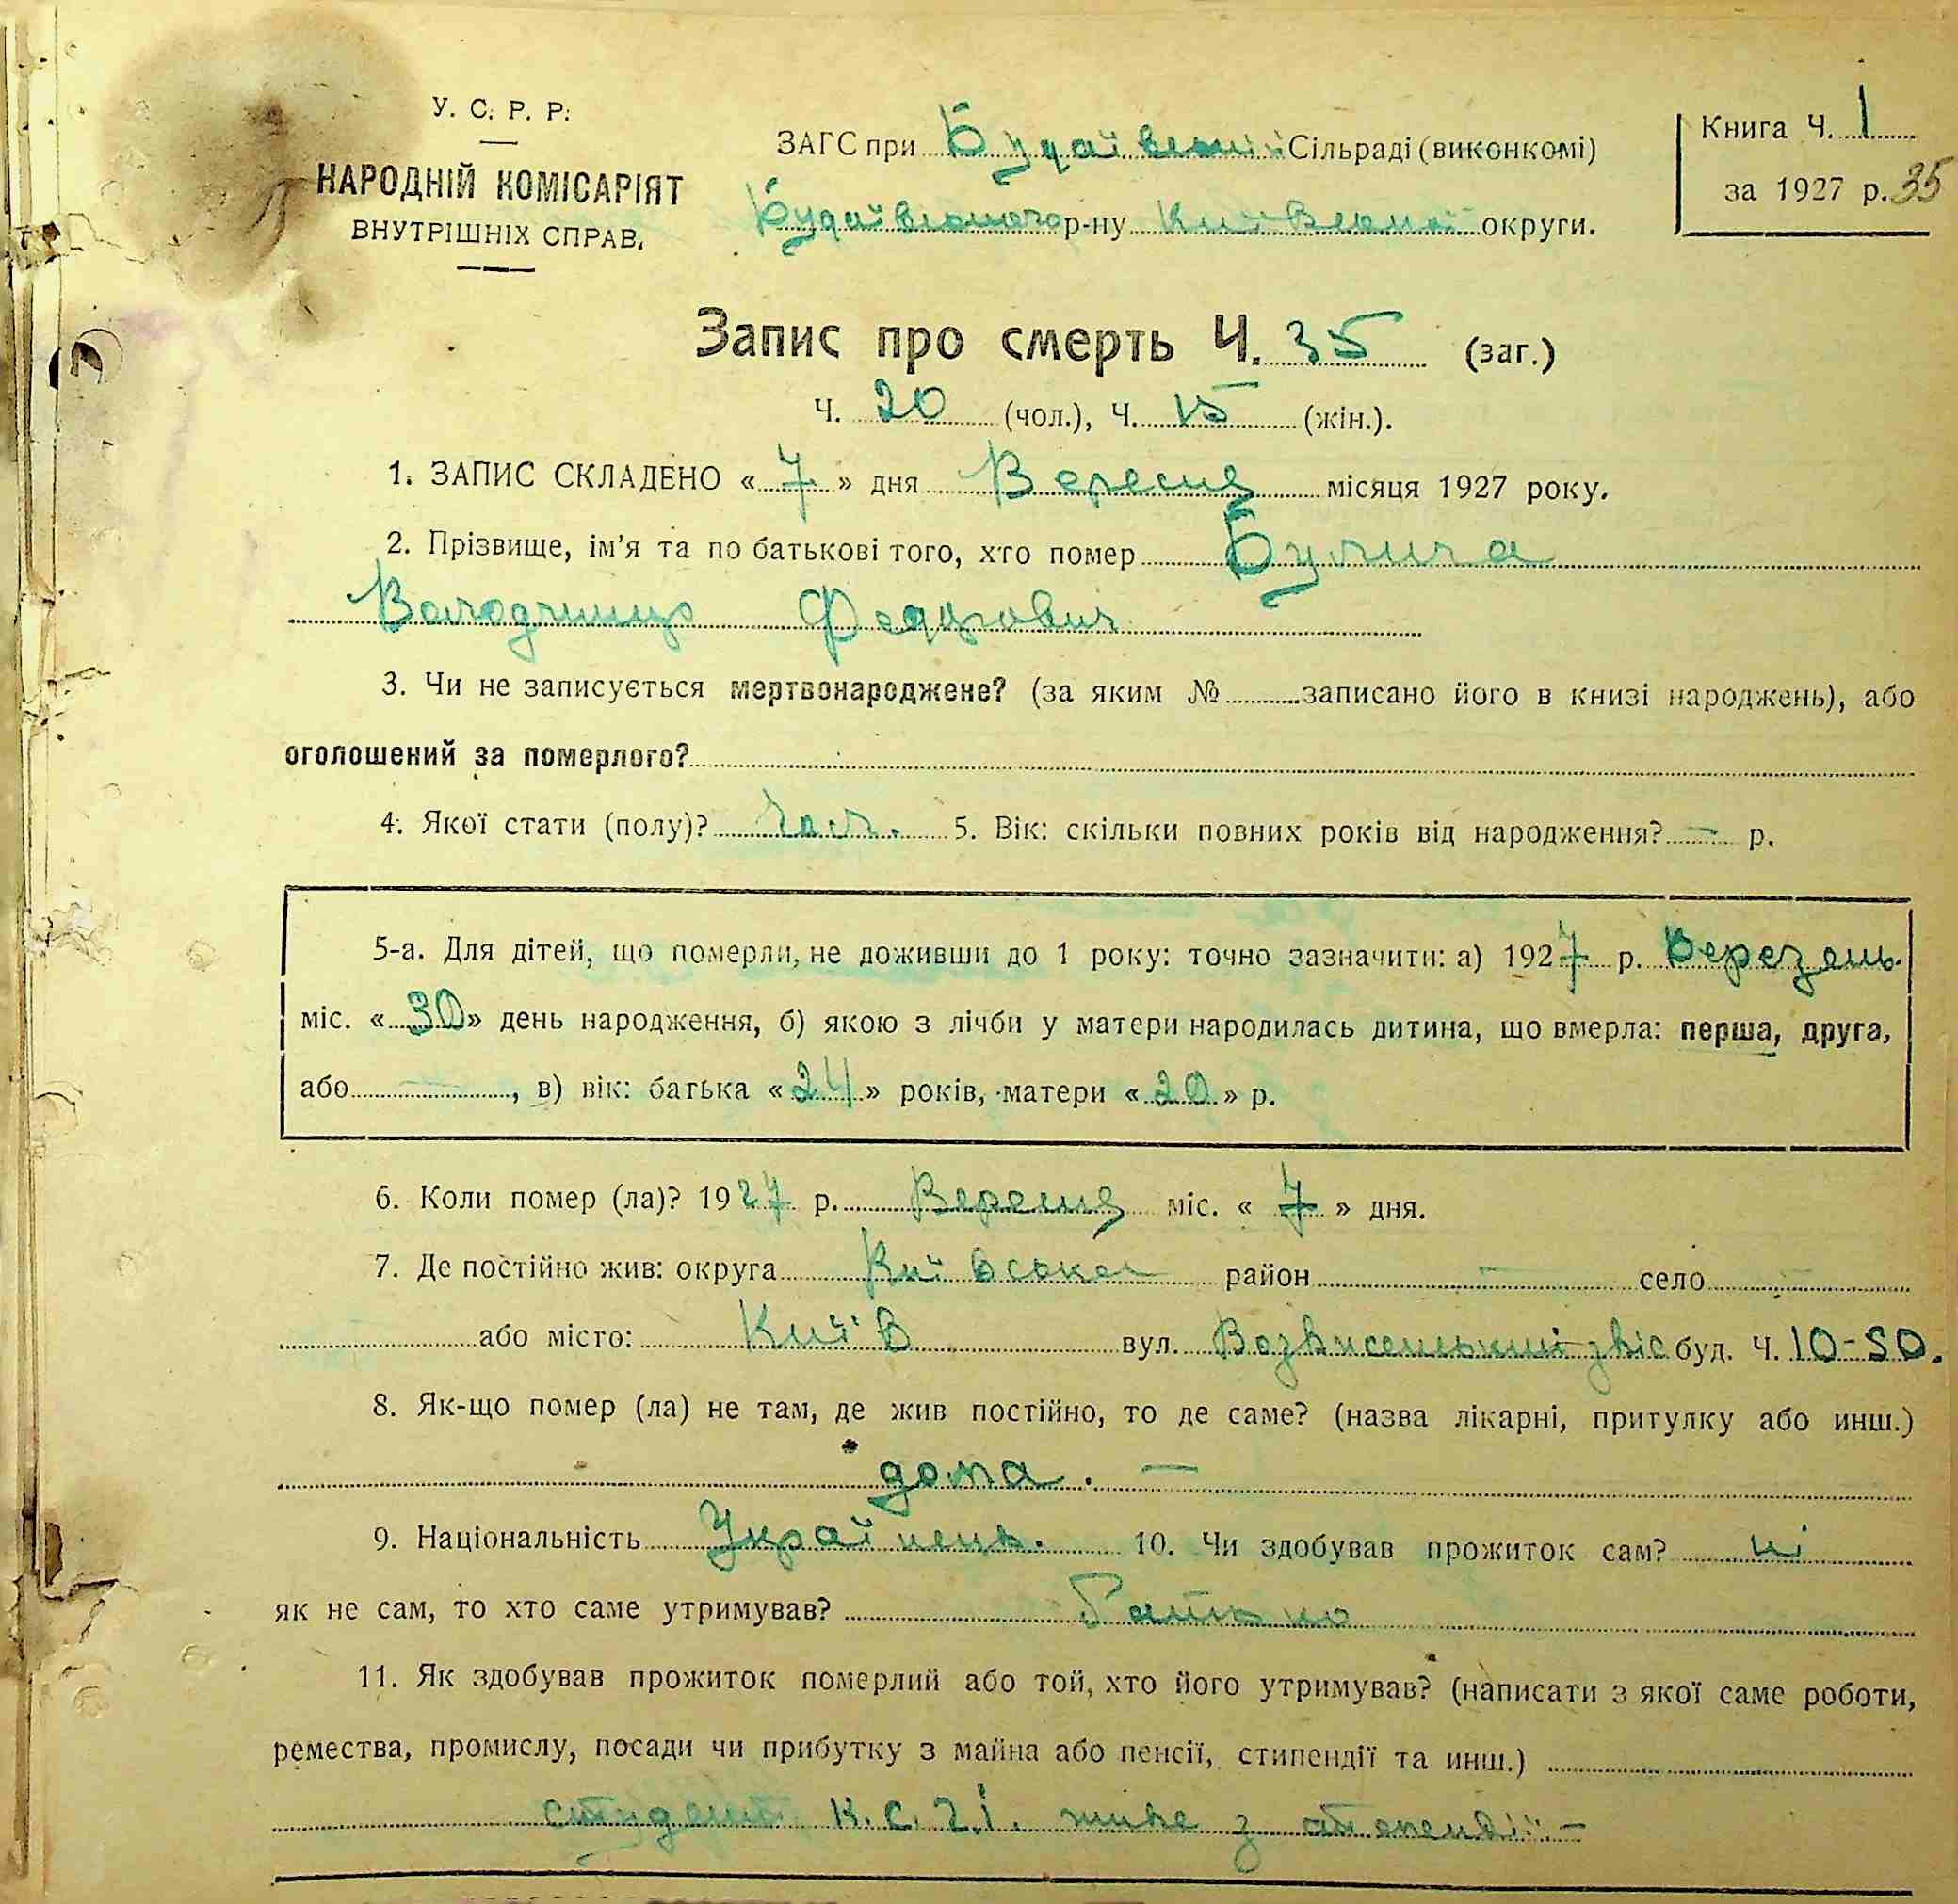 У. С. Р. Р.
НАРОДНІЙ КОМІСАРІЯТ
ВНУТРІШНІХ СПРАВ.
ЗАГС при Будаївській Сільраді (виконкомі)
Будаївського р-ну Київської округи.
Книга Ч. 1
за 1927 р. 35
Запис про смерть Ч. 35 (заг.)
Ч. 20 (чол.), Ч. 15 (жін.).
1. ЗАПИС СКЛАДЕНО « 7 » дня Вересня місяця 1927 року.
2. Прізвище, ім'я та по батькові того, хто помер
Володимир Федорович
3. Чи не записується мертвонароджене? (за яким № записано його в книзі народжень), або
оголошений за померлого?
4. Якої стати (полу)? чол. 5. Вік: скільки повних років від народження? — р.
5-а. Для дітей, що померли, не доживши до 1 року: точно зазначити: а) 1927 р. Березень
міс. « 30 » день народження, б) якою з лічби у матери народилась дитина, що вмерла: перша, друга,
або —, в) вік: батька « 24 » років, матери « 20 » р.
6. Коли помер (ла)? 1927 р. Вересня міс. « 7 » дня.
7. Де постійно жив: округа Київська район — село —
або місто: Київ вул. Возвисенський звіс буд. Ч. 10-80.
8. Як-що помер (ла) не там, де жив постійно, то де саме? (назва лікарні, притулку або инш.)
дома. —
9. Національність Українець. 10. Чи здобував прожиток сам? ні
як не сам, то хто саме утримував? Батько
11. Як здобував прожиток померлий або той, хто його утримував? (написати з якої саме роботи,
ремества, промислу, посади чи прибутку з майна або пенсії, стипендії та инш.)
студент К.С.Г.І. живе з стипендії. —